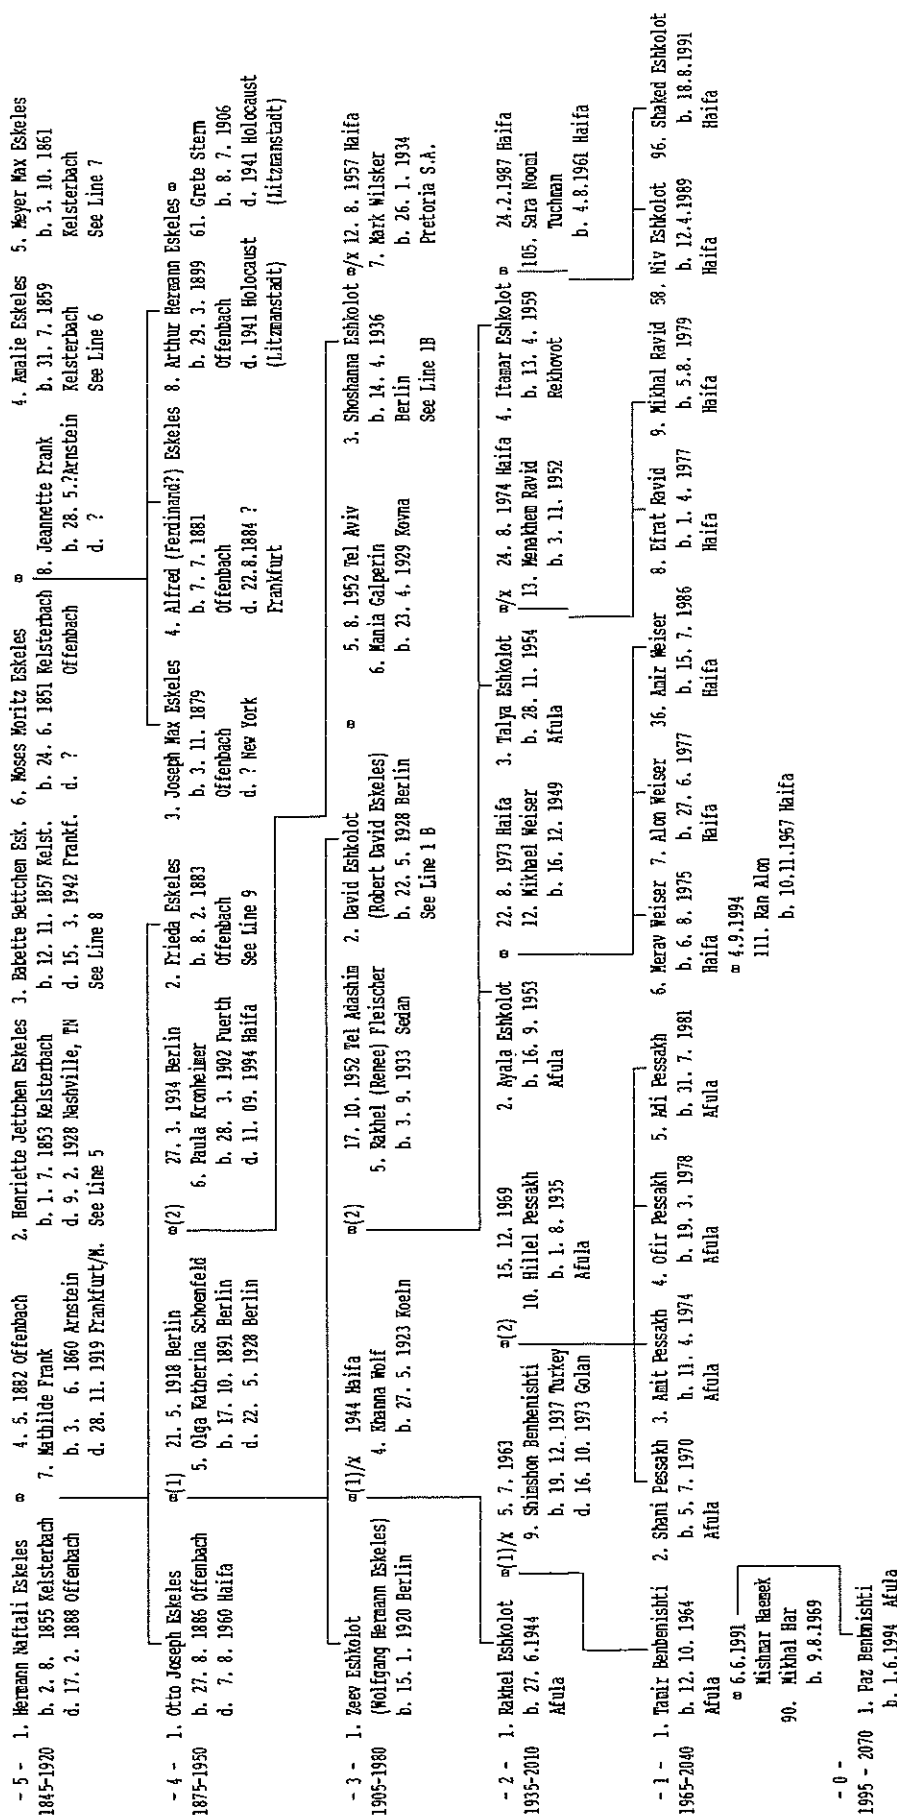 - 5 -
1845-1920
1. Hermann Naftali Eskeles
b. 2. 8. 1855 Kelsterbach
d. 17. 2. 1888 Offenbach
∞ 4. 5. 1882 Offenbach
7. Mathilde Frank
b. 3. 6. 1860 Arnstein
d. 28. 11. 1919 Frankfurt/M.
2. Henriette Jettchen Eskeles
b. 1. 7. 1853 Kelsterbach
d. 9. 2. 1928 Nashville, TN
See Line 5
3. Babette Bettchen Esk.
b. 12. 11. 1857 Kelst.
d. 15. 3. 1942 Frankf.
See Line 8
6. Moses Moritz Eskeles
b. 24. 6. 1851 Kelsterbach
d. ?
∞
8. Jeannette Frank
b. 28. 5.?Arnstein
d. ?
Offenbach
4. Amalie Eskeles
b. 31. 7. 1859
Kelsterbach
See Line 6
5. Meyer Max Eskeles
b. 3. 10. 1861
Kelsterbach
See Line 7
- 4 -
1875-1950
1. Otto Joseph Eskeles
b. 27. 8. 1886 Offenbach
d. 7. 8. 1960 Haifa
∞(1) 21. 5. 1918 Berlin
5. Olga Katherina Schoenfeld
b. 17. 10. 1891 Berlin
d. 22. 5. 1928 Berlin
∞(2) 27. 3. 1934 Berlin
6. Paula Kronheimer
b. 28. 3. 1902 Fuerth
d. 11. 09. 1994 Haifa
2. Frieda Eskeles
b. 8. 2. 1883
Offenbach
See Line 9
3. Joseph Max Eskeles
b. 3. 11. 1879
Offenbach
d. ? New York
4. Alfred (Ferdinand?) Eskeles
b. 7. 7. 1881
Offenbach
d. 22.8.1884 ?
Frankfurt
8. Arthur Hermann Eskeles ∞
b. 29. 3. 1899
Offenbach
d. 1941 Holocaust
(Litzmanstadt)
61. Grete Stern
b. 8. 7. 1906
d. 1941 Holocaust
(Litzmanstadt)
- 3 -
1905-1980
1. Zeev Eshkolot
(Wolfgang Hermann Eskeles)
b. 15. 1. 1920 Berlin
∞(1)/x 1944 Haifa
4. Khanna Wolf
b. 27. 5. 1923 Koeln
∞(2) 17. 10. 1952 Tel Adashim
5. Rakhel (Renee) Fleischer
b. 3. 9. 1933 Sedan
2. David Eshkolot
(Robert David Eskeles)
b. 22. 5. 1928 Berlin
See Line 1 B
∞ 5. 8. 1952 Tel Aviv
6. Mania Galperin
b. 23. 4. 1929 Kovna
3. Shoshanna Eshkolot ∞/x 12. 8. 1957 Haifa
b. 14. 4. 1936
Berlin
See Line 1B
7. Mark Wilsker
b. 26. 1. 1934
Pretoria S.A.
- 2 -
1935-2010
1. Rakhel Eshkolot
b. 27. 6.1944
Afula
∞(1)/x 5. 7. 1963
9. Shimshon Benbenishti
b. 19. 12. 1937 Turkey
d. 16. 10. 1973 Golan
∞(2) 15. 12. 1969
10. Hillel Pessakh
b. 1. 8. 1935
Afula
2. Ayala Eshkolot
b. 16. 9. 1953
Afula
∞ 22. 8. 1973 Haifa
12. Mikhael Weiser
b. 16. 12. 1949
3. Talya Eshkolot
b. 28. 11. 1954
Afula
∞/x 24. 8. 1974 Haifa
13. Menakhem Ravid
b. 3. 11. 1952
4. Itamar Eshkolot
b. 13. 4. 1959
Rekhovot
∞ 24.2.1987 Haifa
105. Sara Noomi
Tuchman
b. 4.8.1961 Haifa
- 1 -
1965-2040
1. Tamir Benbenishti
b. 12. 10. 1964
Afula
∞ 6.6.1991
Mishmar Haemek
90. Mikhal Har
b. 9.8.1969
2. Shani Pessakh
b. 5. 7. 1970
Afula
3. Amit Pessakh
b. 11. 4. 1974
Afula
4. Ofir Pessakh
b. 19. 3. 1978
Afula
5. Adi Pessakh
b. 31. 7. 1981
Afula
6. Merav Weiser
b. 6. 8. 1975
Haifa
∞ 4.9.1994
111. Ran Alon
b. 10.11.1967 Haifa
7. Alon Weiser
b. 27. 6. 1977
Haifa
36. Amir Weiser
b. 15. 7. 1986
Haifa
8. Efrat Ravid
b. 1. 4. 1977
Haifa
9. Mikhal Ravid
b. 5.8. 1979
Haifa
58. Niv Eshkolot
b. 12.4.1989
Haifa
96. Shaked Eshkolot
b. 18.8.1991
Haifa
- 0 -
1995 - 2070
1. Paz Benbnishti
b. 1.6.1994 Afula